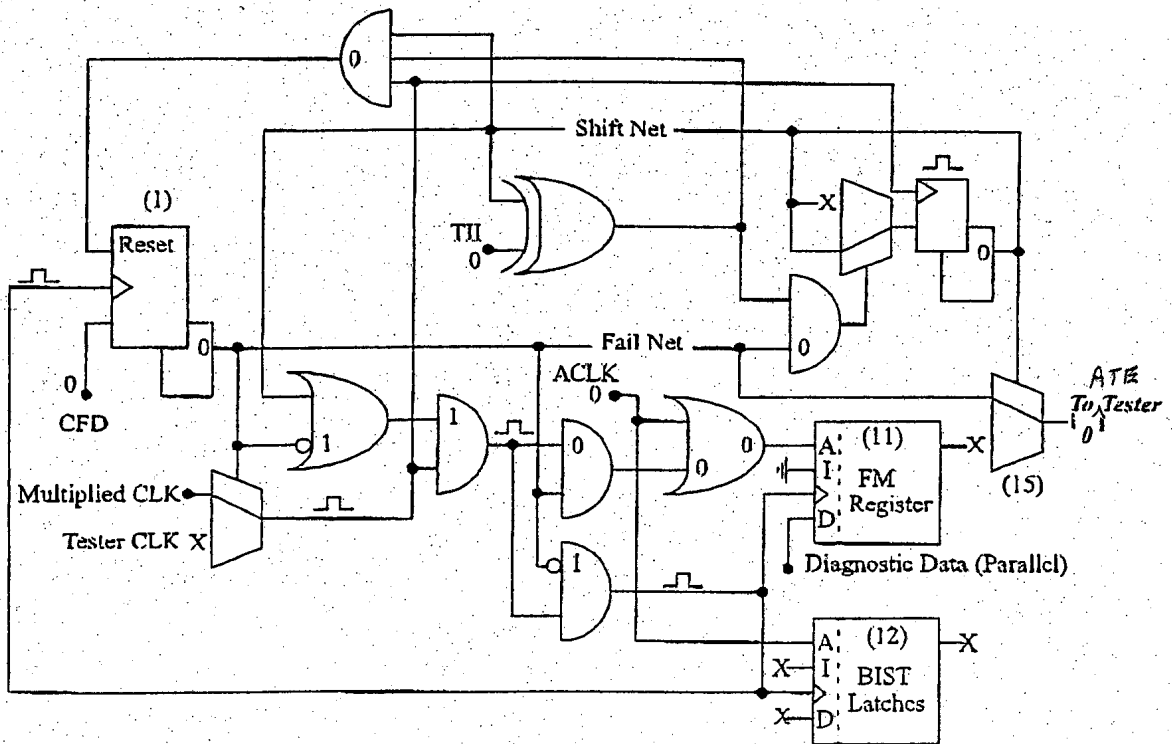 0
Shift Net
(1)
X
Reset
TII
0
0
0
Fail Net
0
0
CFD
ACLK
0
ATE
To Tester
0
1
1
0
0
0
A
(11)
X
I
FM
Register
D
(15)
Multiplied CLK
Tester CLK X
1
Diagnostic Data (Parallel)
A
(12)
X
X
I
BIST
Latches
X
D